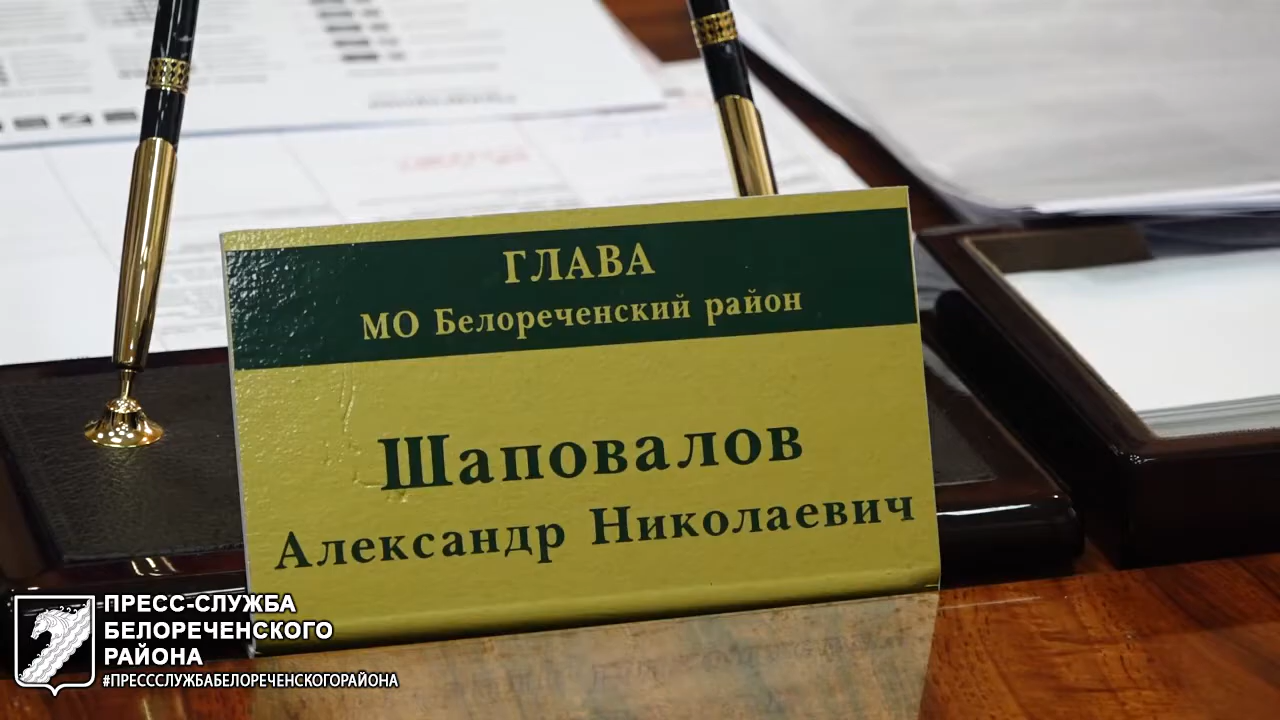 ГЛАВА
МО Белореченский район
Шаповалов
Александр Николаевич
ПРЕСС-СЛУЖБА
БЕЛОРЕЧЕНСКОГО
РАЙОНА
#ПРЕССЛУЖБАБЕЛОРЕЧЕНСКОГОРАЙОНА